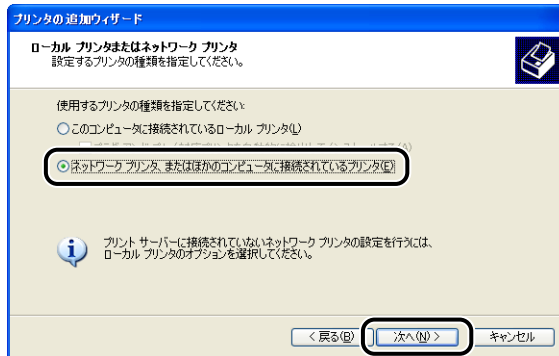 プリンタの追加ウィザード
ローカル プリンタまたはネットワーク プリンタ
設定するプリンタの種類を指定してください。
使用するプリンタの種類を指定してください:
このコンピュータに接続されているローカル プリンタ(L)
ネットワーク プリンタ、またはほかのコンピュータに接続されているプリンタ(E)
プリント サーバーに接続されていないネットワーク プリンタの設定を行うには、
ローカル プリンタのオプションを選択してください。
< 戻る(B) 次へ(N) > キャンセル